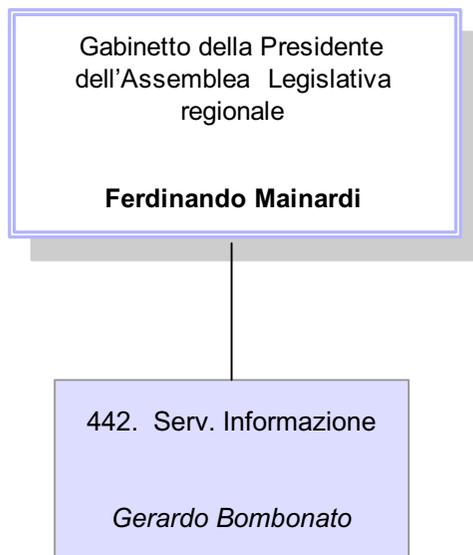 Gabinetto della Presidente
dell’Assemblea Legislativa
regionale
Ferdinando Mainardi
442. Serv. Informazione
Gerardo Bombonato